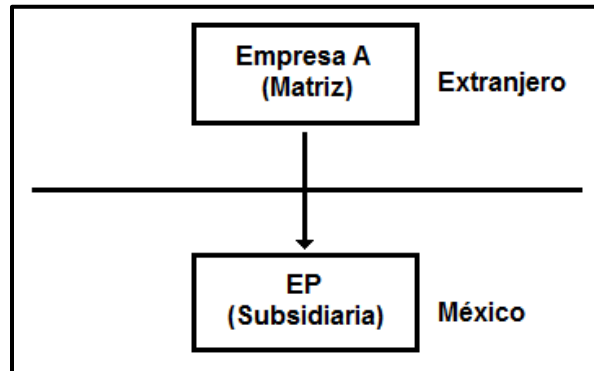 Empresa A
(Matriz)
Extranjero
EP
(Subsidiaria)
México